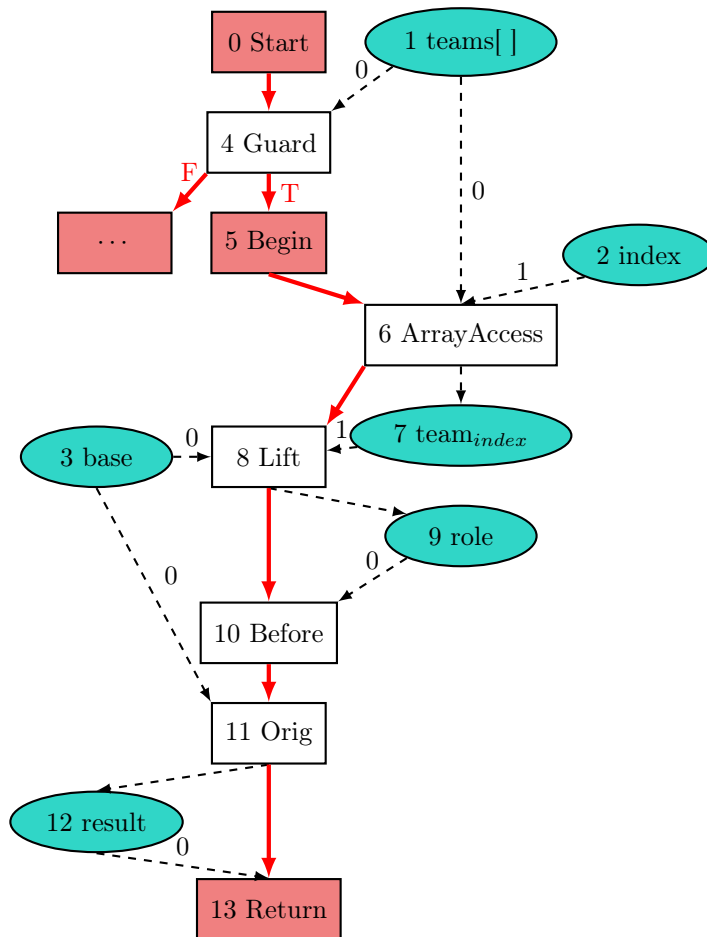 0 Start
1 teams[ ]
0
4 Guard
F
T
0
...
5 Begin
2 index
1
6 ArrayAccess
3 base
0
8 Lift
1
7 team_index
9 role
0
0
10 Before
11 Orig
12 result
0
13 Return